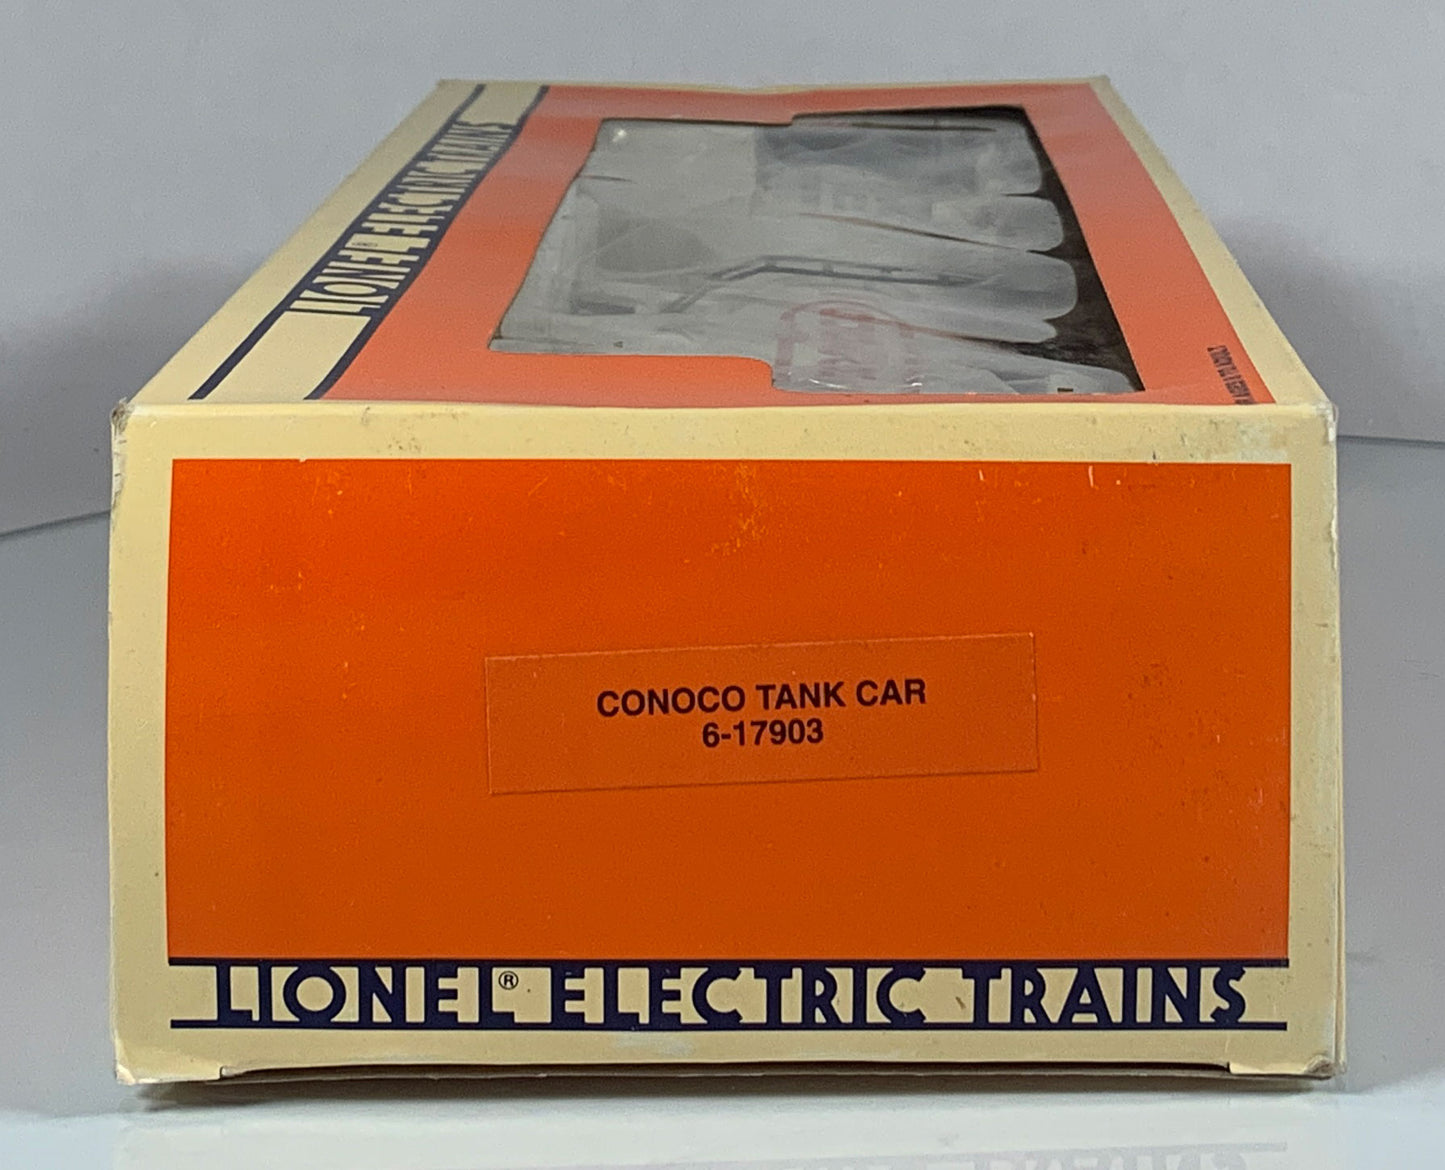 LIONEL® ELECTRIC TRAINS
CONOCO TANK CAR
6-17903
LIONEL® ELECTRIC TRAINS